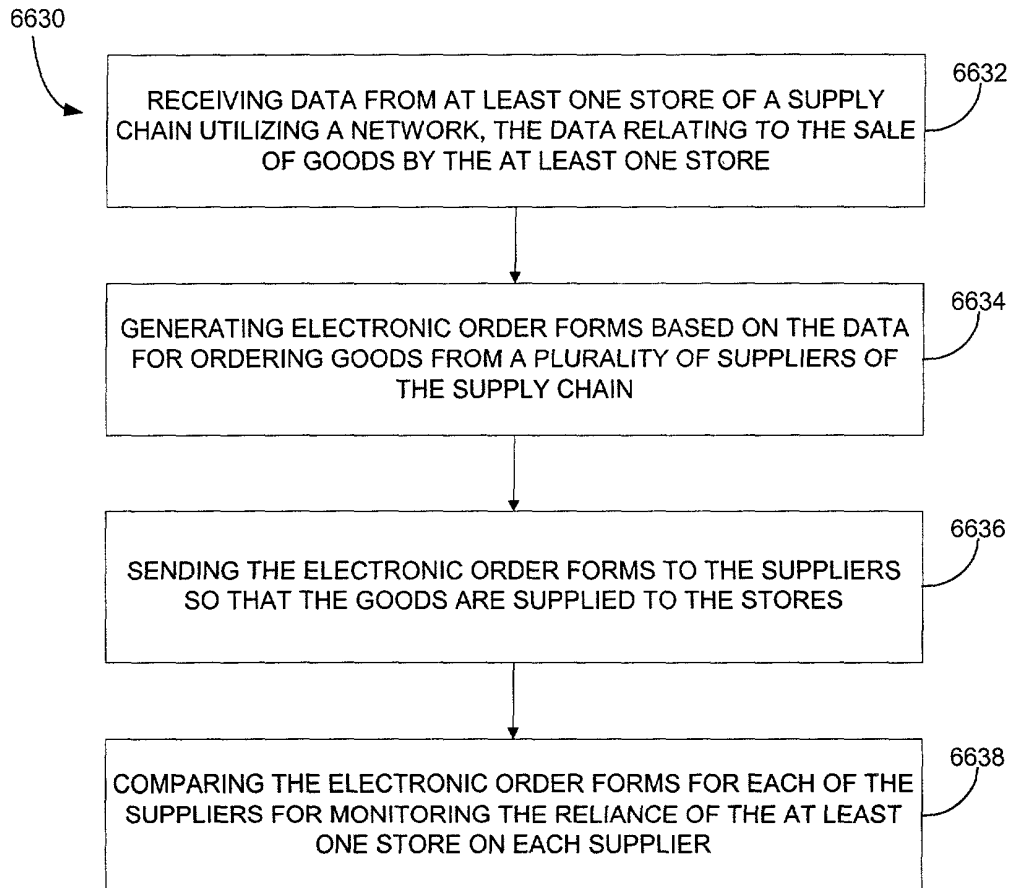 6630
6632
RECEIVING DATA FROM AT LEAST ONE STORE OF A SUPPLY
CHAIN UTILIZING A NETWORK, THE DATA RELATING TO THE SALE
OF GOODS BY THE AT LEAST ONE STORE
6634
GENERATING ELECTRONIC ORDER FORMS BASED ON THE DATA
FOR ORDERING GOODS FROM A PLURALITY OF SUPPLIERS OF
THE SUPPLY CHAIN
6636
SENDING THE ELECTRONIC ORDER FORMS TO THE SUPPLIERS
SO THAT THE GOODS ARE SUPPLIED TO THE STORES
6638
COMPARING THE ELECTRONIC ORDER FORMS FOR EACH OF THE
SUPPLIERS FOR MONITORING THE RELIANCE OF THE AT LEAST
ONE STORE ON EACH SUPPLIER